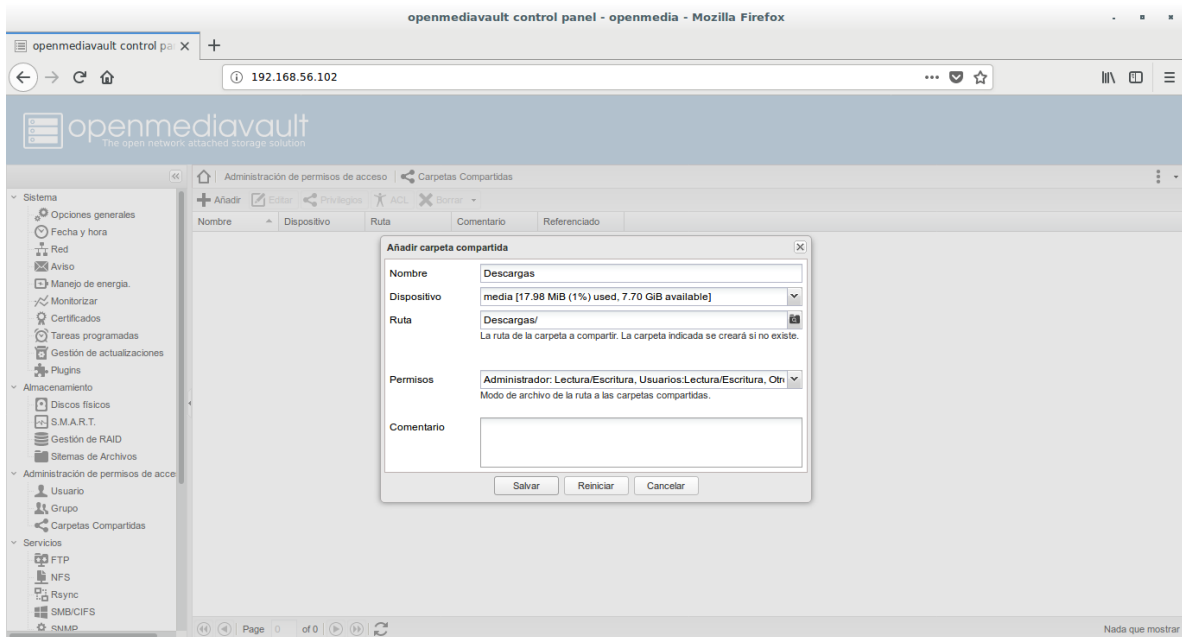 openmediavault control panel - openmedia - Mozilla Firefox
openmediavault control pa
192.168.56.102
openmediavault
The open network attached storage solution
Administración de permisos de acceso Carpetas Compartidas
Añadir Editar Privilegios ACL Borrar
Nombre Dispositivo Ruta Comentario Referenciado
Sistema
Opciones generales
Fecha y hora
Red
Aviso
Manejo de energia.
Monitorizar
Certificados
Tareas programadas
Gestión de actualizaciones
Plugins
Almacenamiento
Discos físicos
S.M.A.R.T.
Gestión de RAID
Sitemas de Archivos
Administración de permisos de acce
Usuario
Grupo
Carpetas Compartidas
Servicios
FTP
NFS
Rsync
SMB/CIFS
SNMP
Añadir carpeta compartida
Nombre Descargas
Dispositivo media [17.98 MiB (1%) used, 7.70 GiB available]
Ruta Descargas/
La ruta de la carpeta a compartir. La carpeta indicada se creará si no existe.
Permisos Administrador: Lectura/Escritura, Usuarios:Lectura/Escritura, Otr
Modo de archivo de la ruta a las carpetas compartidas.
Comentario
Salvar Reiniciar Cancelar
Page 0 of 0 Nada que mostrar